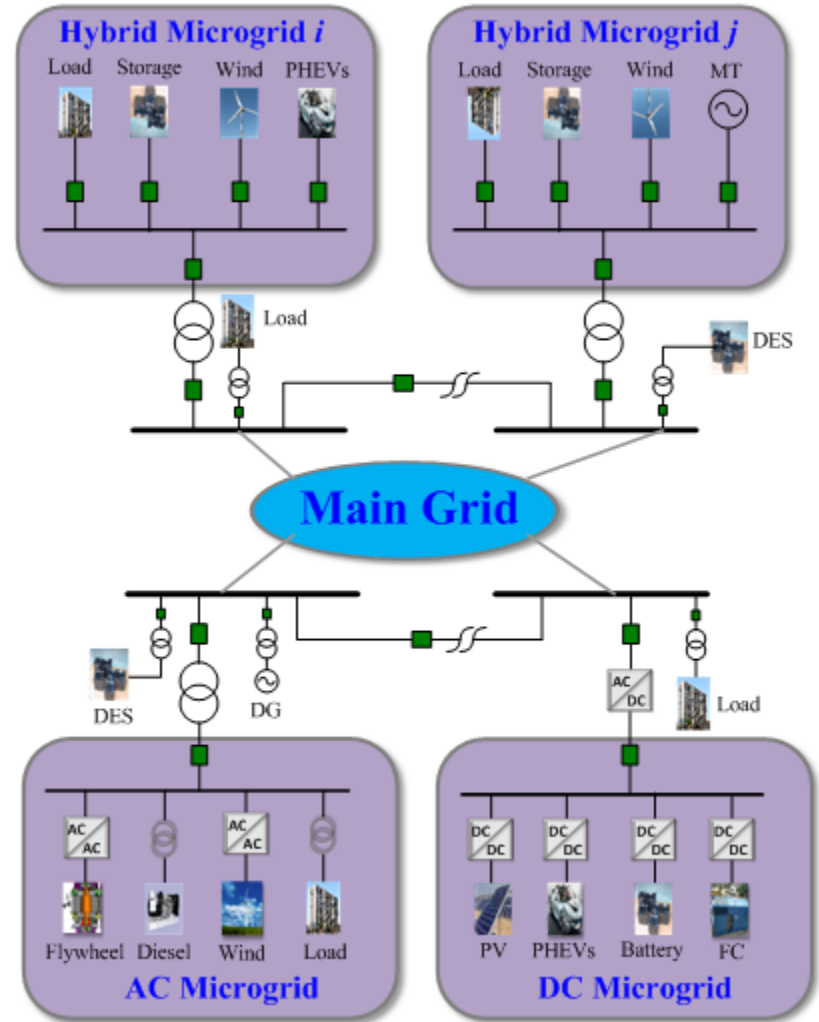 Hybrid Microgrid i
Load Storage Wind PHEVs
Hybrid Microgrid j
Load Storage Wind MT
Load
DES
Main Grid
DES
DG
AC
DC
Load
AC
AC
AC
AC
Flywheel Diesel Wind Load
AC Microgrid
DC
DC
DC
DC
DC
DC
DC
DC
PV PHEVs Battery FC
DC Microgrid